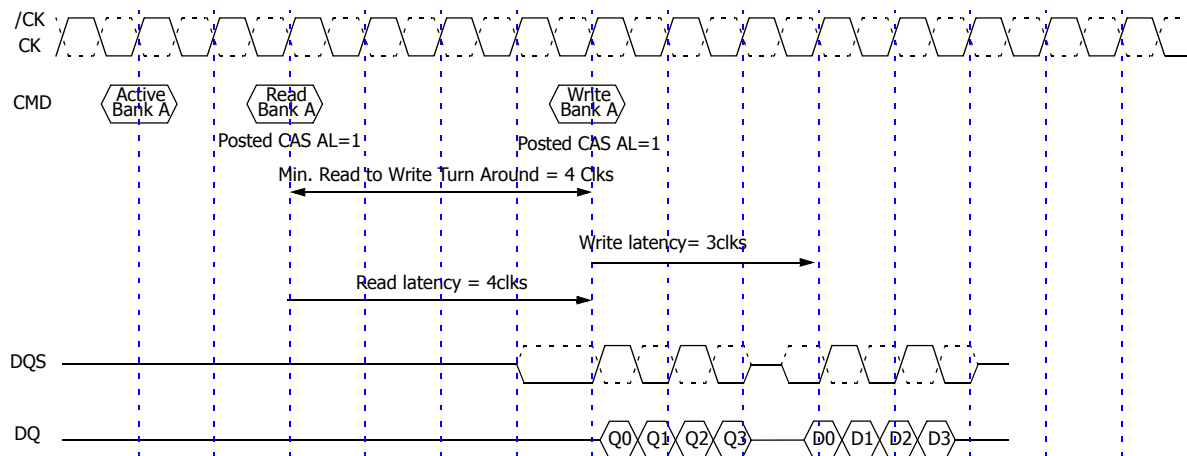 /CK
CK
CMD
Active
Bank A
Read
Bank A
Write
Bank A
Posted CAS AL=1
Posted CAS AL=1
Min. Read to Write Turn Around = 4 Clks
Write latency= 3clks
Read latency = 4clks
DQS
DQ
Q0 Q1 Q2 Q3 D0 D1 D2 D3